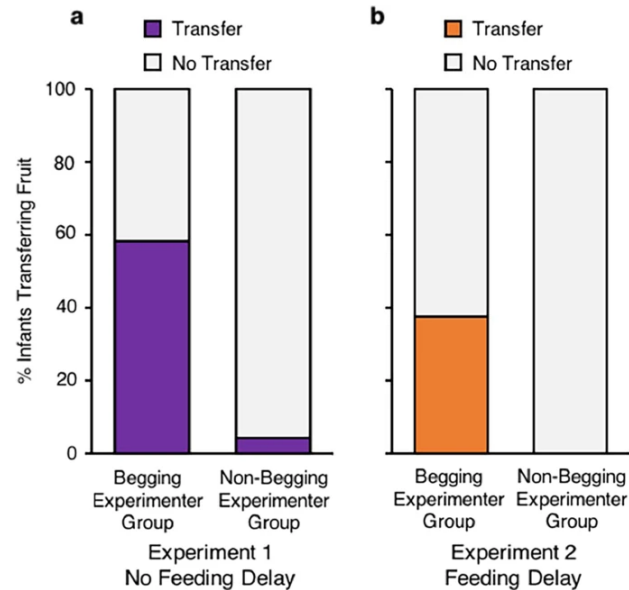 a
Transfer
No Transfer
b
Transfer
No Transfer
% Infants Transferring Fruit
100
80
60
40
20
0
Begging
Experimenter
Group
Non-Begging
Experimenter
Group
Experiment 1
No Feeding Delay
Begging
Experimenter
Group
Non-Begging
Experimenter
Group
Experiment 2
Feeding Delay